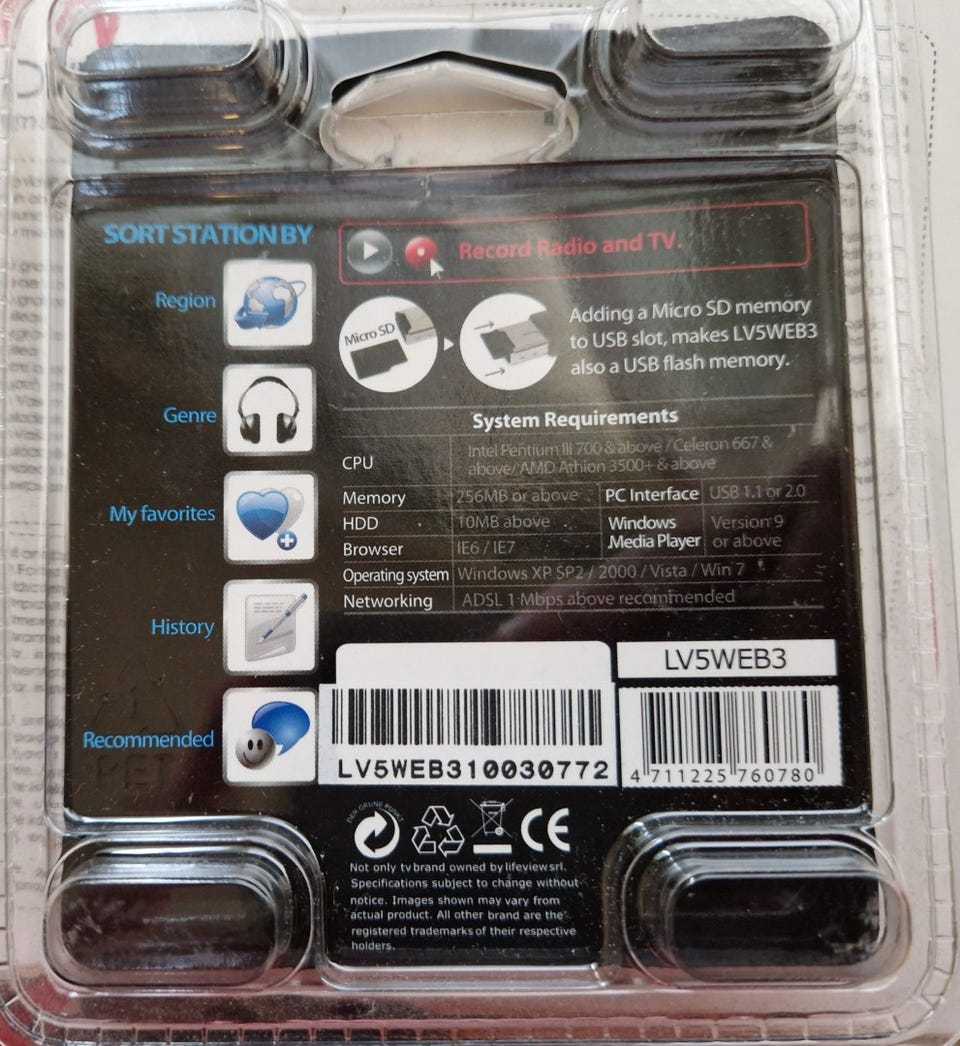 SORT STATION BY
Region
Genre
My favorites
History
Recommended
Record Radio and TV.
Micro SD
Adding a Micro SD memory
to USB slot, makes LV5WEB3
also a USB flash memory.
System Requirements
CPU
Intel Pentium III 700 & above / Celeron 667 &
above/ AMD Athlon 3500+ & above
Memory 256MB or above PC Interface USB 1.1 or 2.0
HDD 10MB above
Windows Media Player Version 9 or above
Browser IE6 / IE7
Operating system Windows XP SP2 / 2000 / Vista / Win 7
Networking ADSL 1 Mbps above recommended
LV5WEB3
LV5WEB310030772
4 711225 760780
DER GRÜNE PUNKT
CE
Not only tv brand owned by lifeview srl.
Specifications subject to change without
notice. Images shown may vary from
actual product. All other brand are the
registered trademarks of their respective
holders.
PET